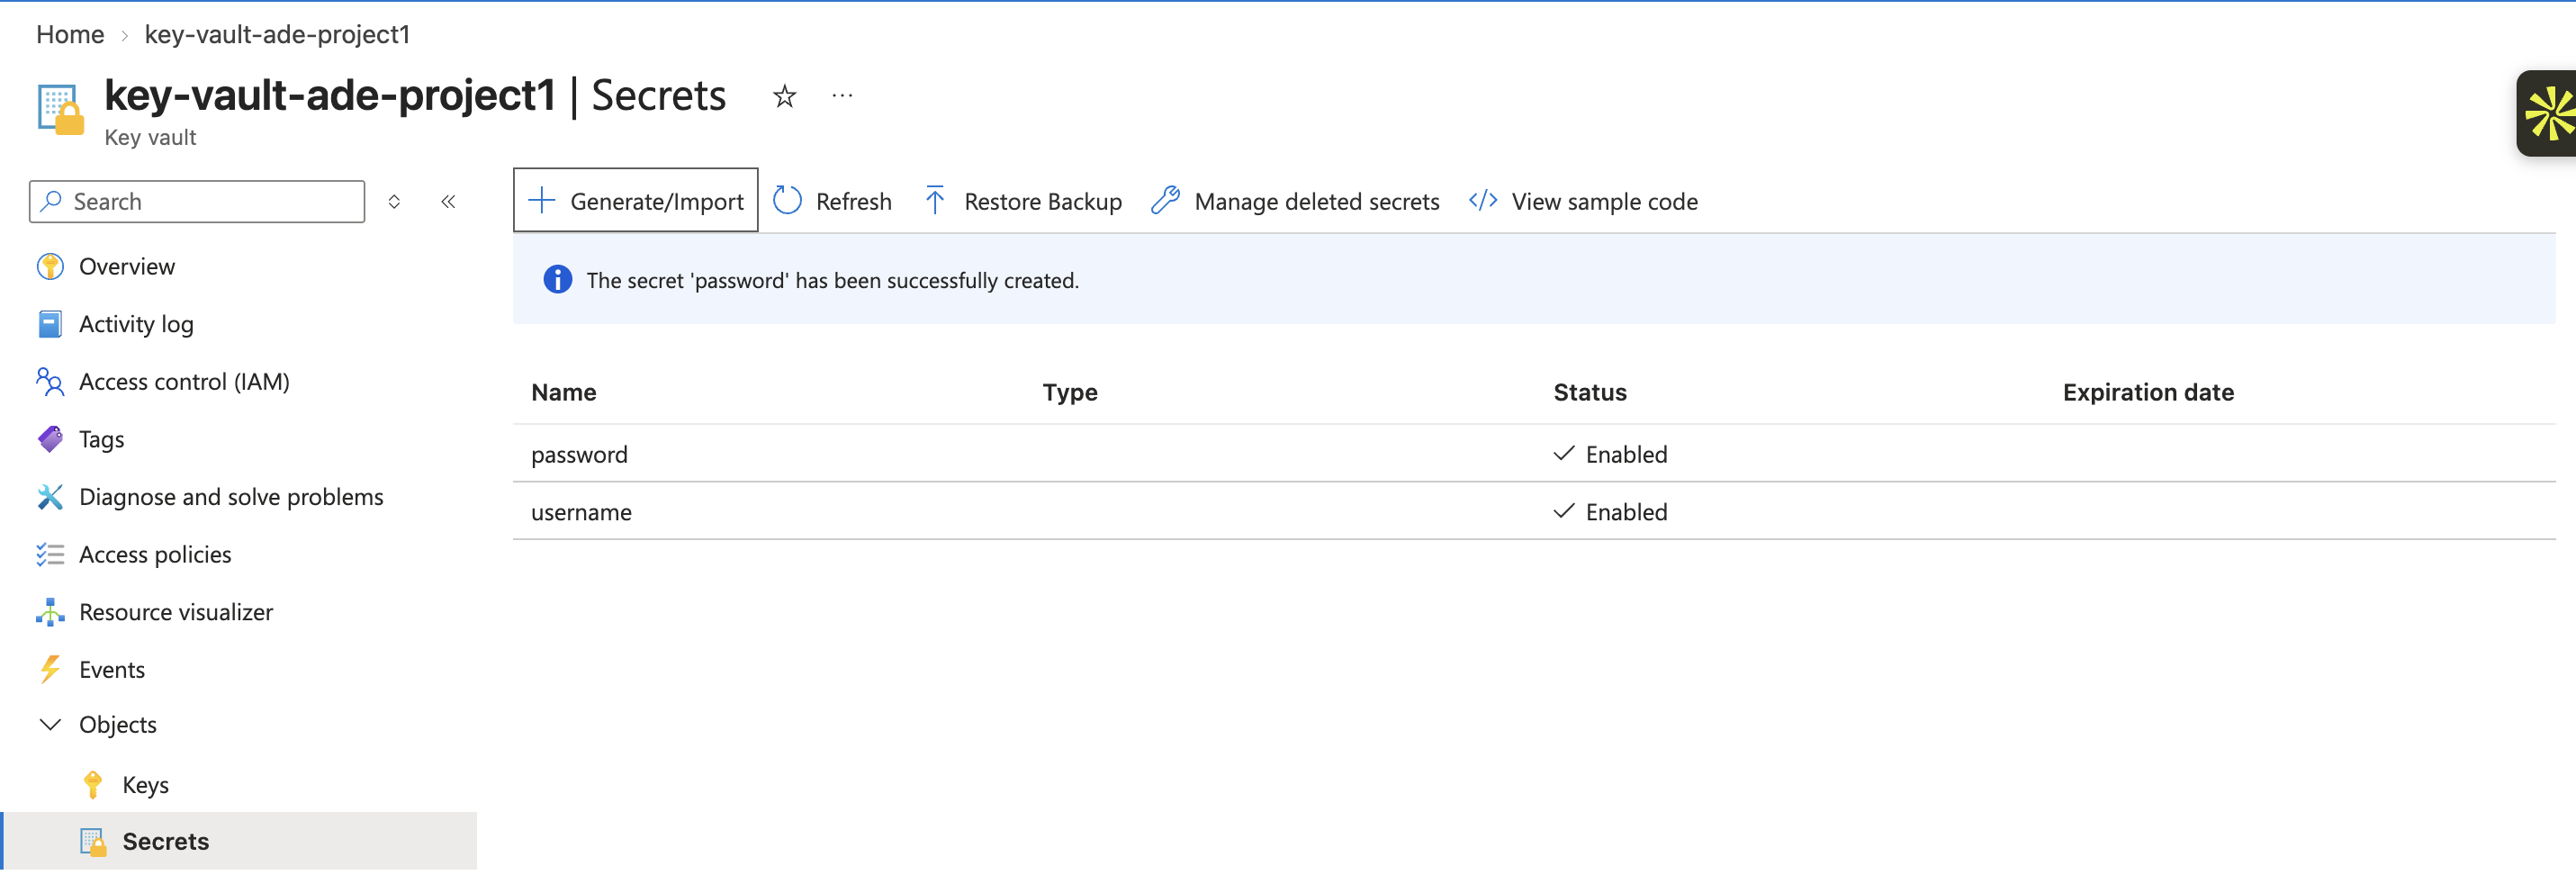 Home > key-vault-ade-project1
key-vault-ade-project1 | Secrets
Key vault
Search
Generate/Import Refresh Restore Backup Manage deleted secrets View sample code
The secret 'password' has been successfully created.
Overview
Activity log
Access control (IAM)
Tags
Diagnose and solve problems
Access policies
Resource visualizer
Events
Objects
Keys
Secrets
Name Type Status Expiration date
password Enabled
username Enabled